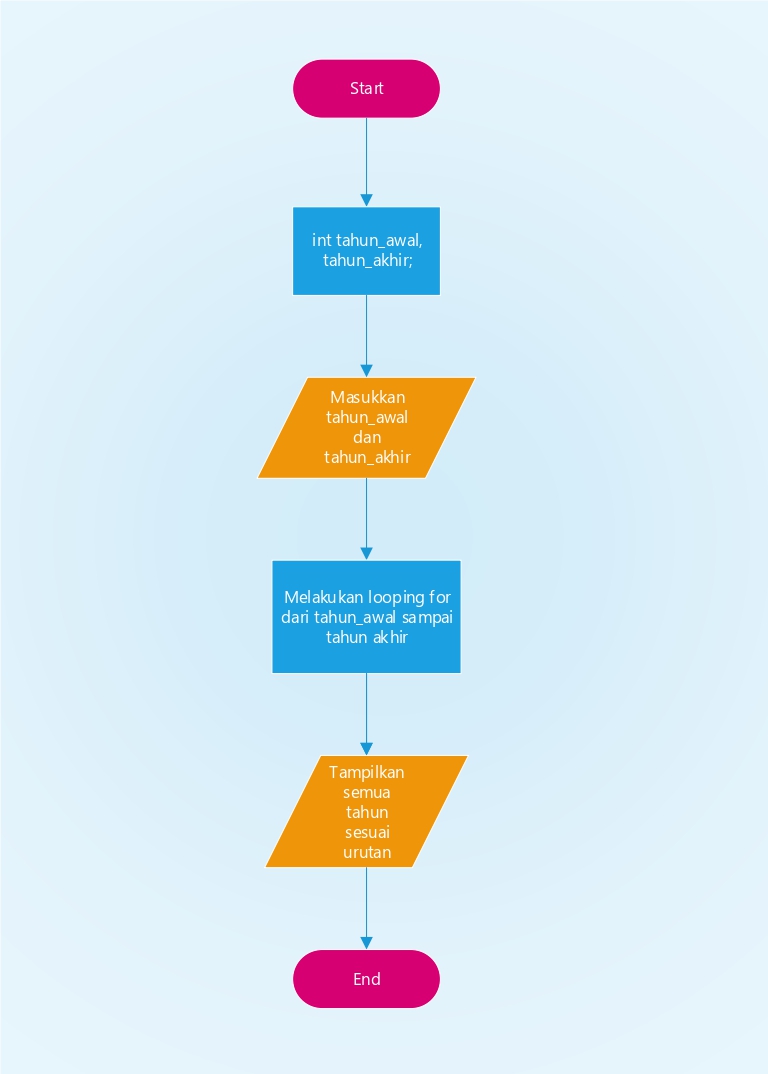 Start
int tahun_awal,
tahun_akhir;
Masukkan
tahun_awal
dan
tahun_akhir
Melakukan looping for
dari tahun_awal sampai
tahun akhir
Tampilkan
semua
tahun
sesuai
urutan
End